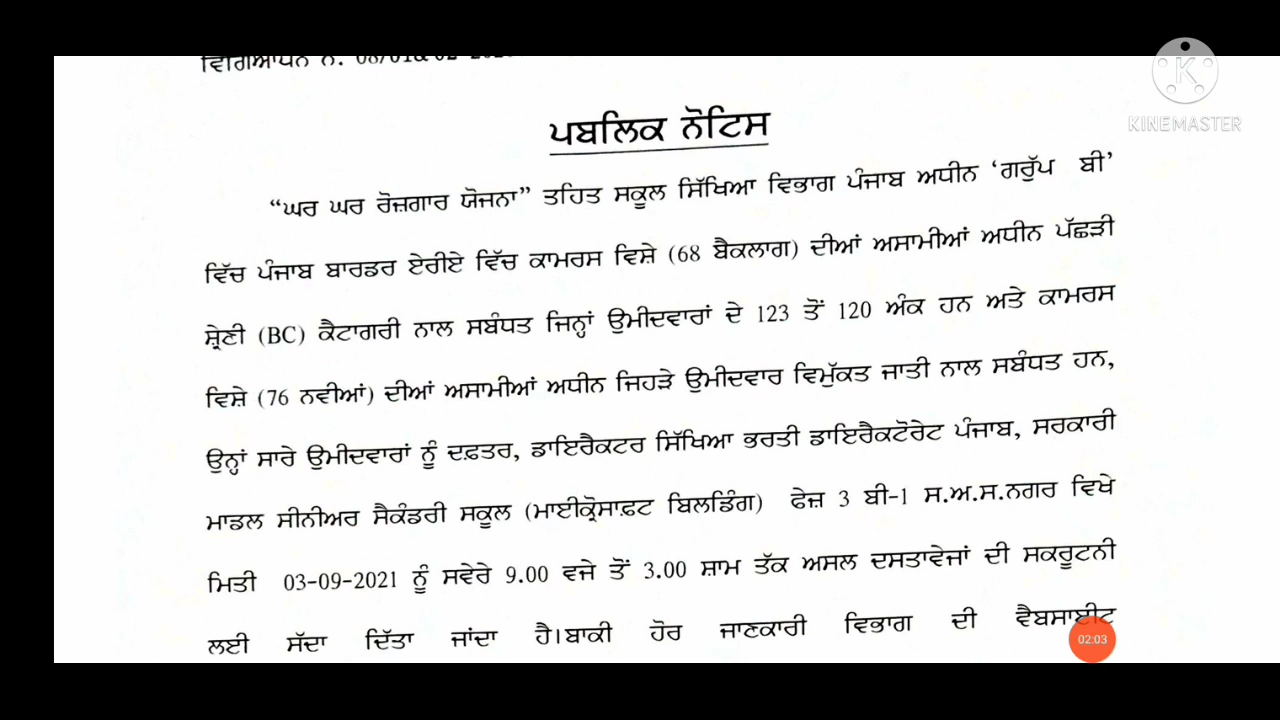 ਵਿਗਿਆਪਨ ਨੰ.
ਪਬਲਿਕ ਨੋਟਿਸ
“ਘਰ ਘਰ ਰੋਜ਼ਗਾਰ ਯੋਜਨਾ” ਤਹਿਤ ਸਕੂਲ ਸਿੱਖਿਆ ਵਿਭਾਗ ਪੰਜਾਬ ਅਧੀਨ ‘ਗਰੁੱਪ ਬੀ’
ਵਿੱਚ ਪੰਜਾਬ ਬਾਰਡਰ ਏਰੀਏ ਵਿੱਚ ਕਾਮਰਸ ਵਿਸ਼ੇ (68 ਬੈਕਲਾਗ) ਦੀਆਂ ਅਸਾਮੀਆਂ ਅਧੀਨ ਪੱਛੜੀ
ਸ਼੍ਰੇਣੀ (BC) ਕੈਟਾਗਰੀ ਨਾਲ ਸਬੰਧਤ ਜਿਨ੍ਹਾਂ ਉਮੀਦਵਾਰਾਂ ਦੇ 123 ਤੋਂ 120 ਅੰਕ ਹਨ ਅਤੇ ਕਾਮਰਸ
ਵਿਸ਼ੇ (76 ਨਵੀਆਂ) ਦੀਆਂ ਅਸਾਮੀਆਂ ਅਧੀਨ ਜਿਹੜੇ ਉਮੀਦਵਾਰ ਵਿਮੁੱਕਤ ਜਾਤੀ ਨਾਲ ਸਬੰਧਤ ਹਨ,
ਉਨ੍ਹਾਂ ਸਾਰੇ ਉਮੀਦਵਾਰਾਂ ਨੂੰ ਦਫ਼ਤਰ, ਡਾਇਰੈਕਟਰ ਸਿੱਖਿਆ ਭਰਤੀ ਡਾਇਰੈਕਟੋਰੇਟ ਪੰਜਾਬ, ਸਰਕਾਰੀ
ਮਾਡਲ ਸੀਨੀਅਰ ਸੈਕੰਡਰੀ ਸਕੂਲ (ਮਾਈਕ੍ਰੋਸਾਫ਼ਟ ਬਿਲਡਿੰਗ) ਫੇਜ਼ 3 ਬੀ-1 ਸ.ਅ.ਸ.ਨਗਰ ਵਿਖੇ
ਮਿਤੀ 03-09-2021 ਨੂੰ ਸਵੇਰੇ 9.00 ਵਜੇ ਤੋਂ 3.00 ਸ਼ਾਮ ਤੱਕ ਅਸਲ ਦਸਤਾਵੇਜਾਂ ਦੀ ਸਕਰੂਟਨੀ
ਲਈ ਸੱਦਾ ਦਿੱਤਾ ਜਾਂਦਾ ਹੈ।ਬਾਕੀ ਹੋਰ ਜਾਣਕਾਰੀ ਵਿਭਾਗ ਦੀ ਵੈਬਸਾਈਟ
K
KINEMASTER
02:03